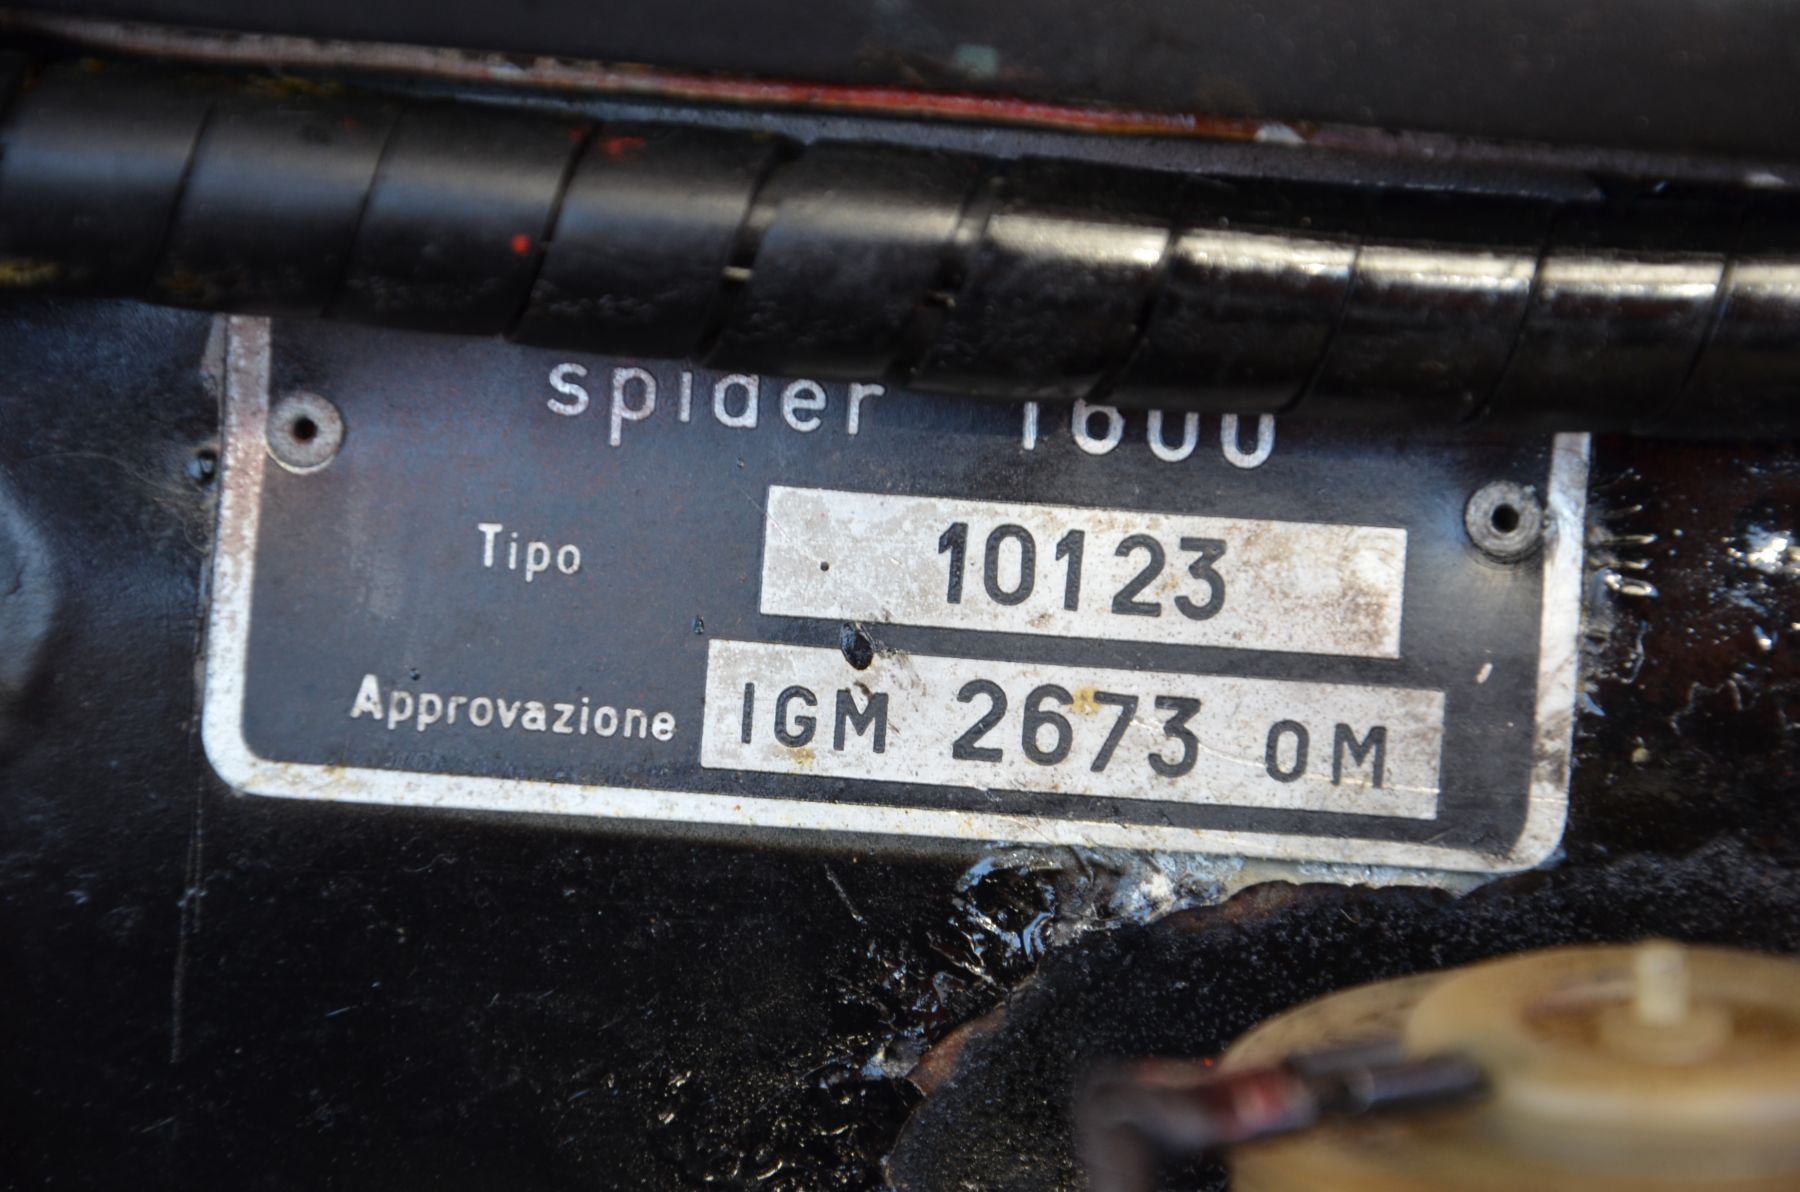 spider 1600
Tipo 10123
Approvazione IGM 2673 OM